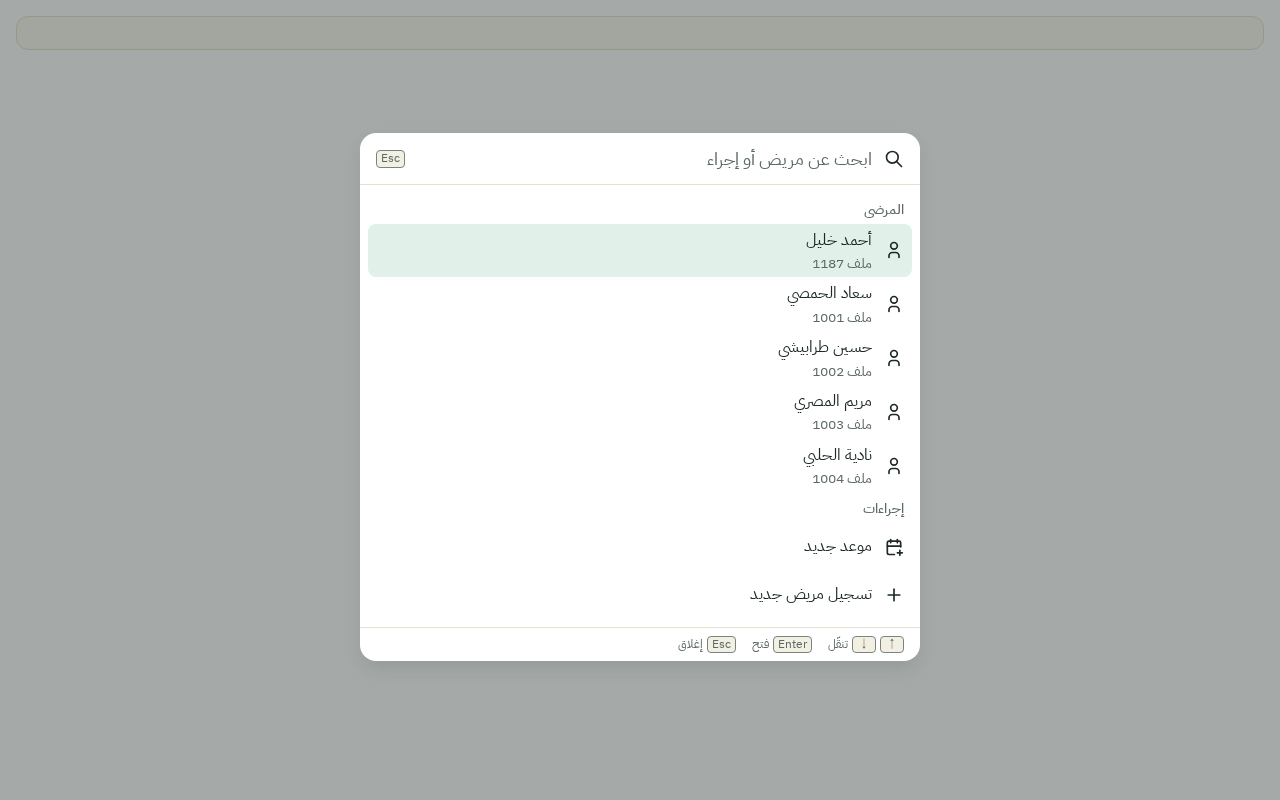 ابحث عن مريض أو إجراء Esc
المرضى
أحمد خليل
ملف 1187
سعاد الحمصي
ملف 1001
حسين طرابيشي
ملف 1002
مريم المصري
ملف 1003
نادية الحلبي
ملف 1004
إجراءات
موعد جديد
تسجيل مريض جديد
↑ ↓ تنقّل Enter فتح Esc إغلاق